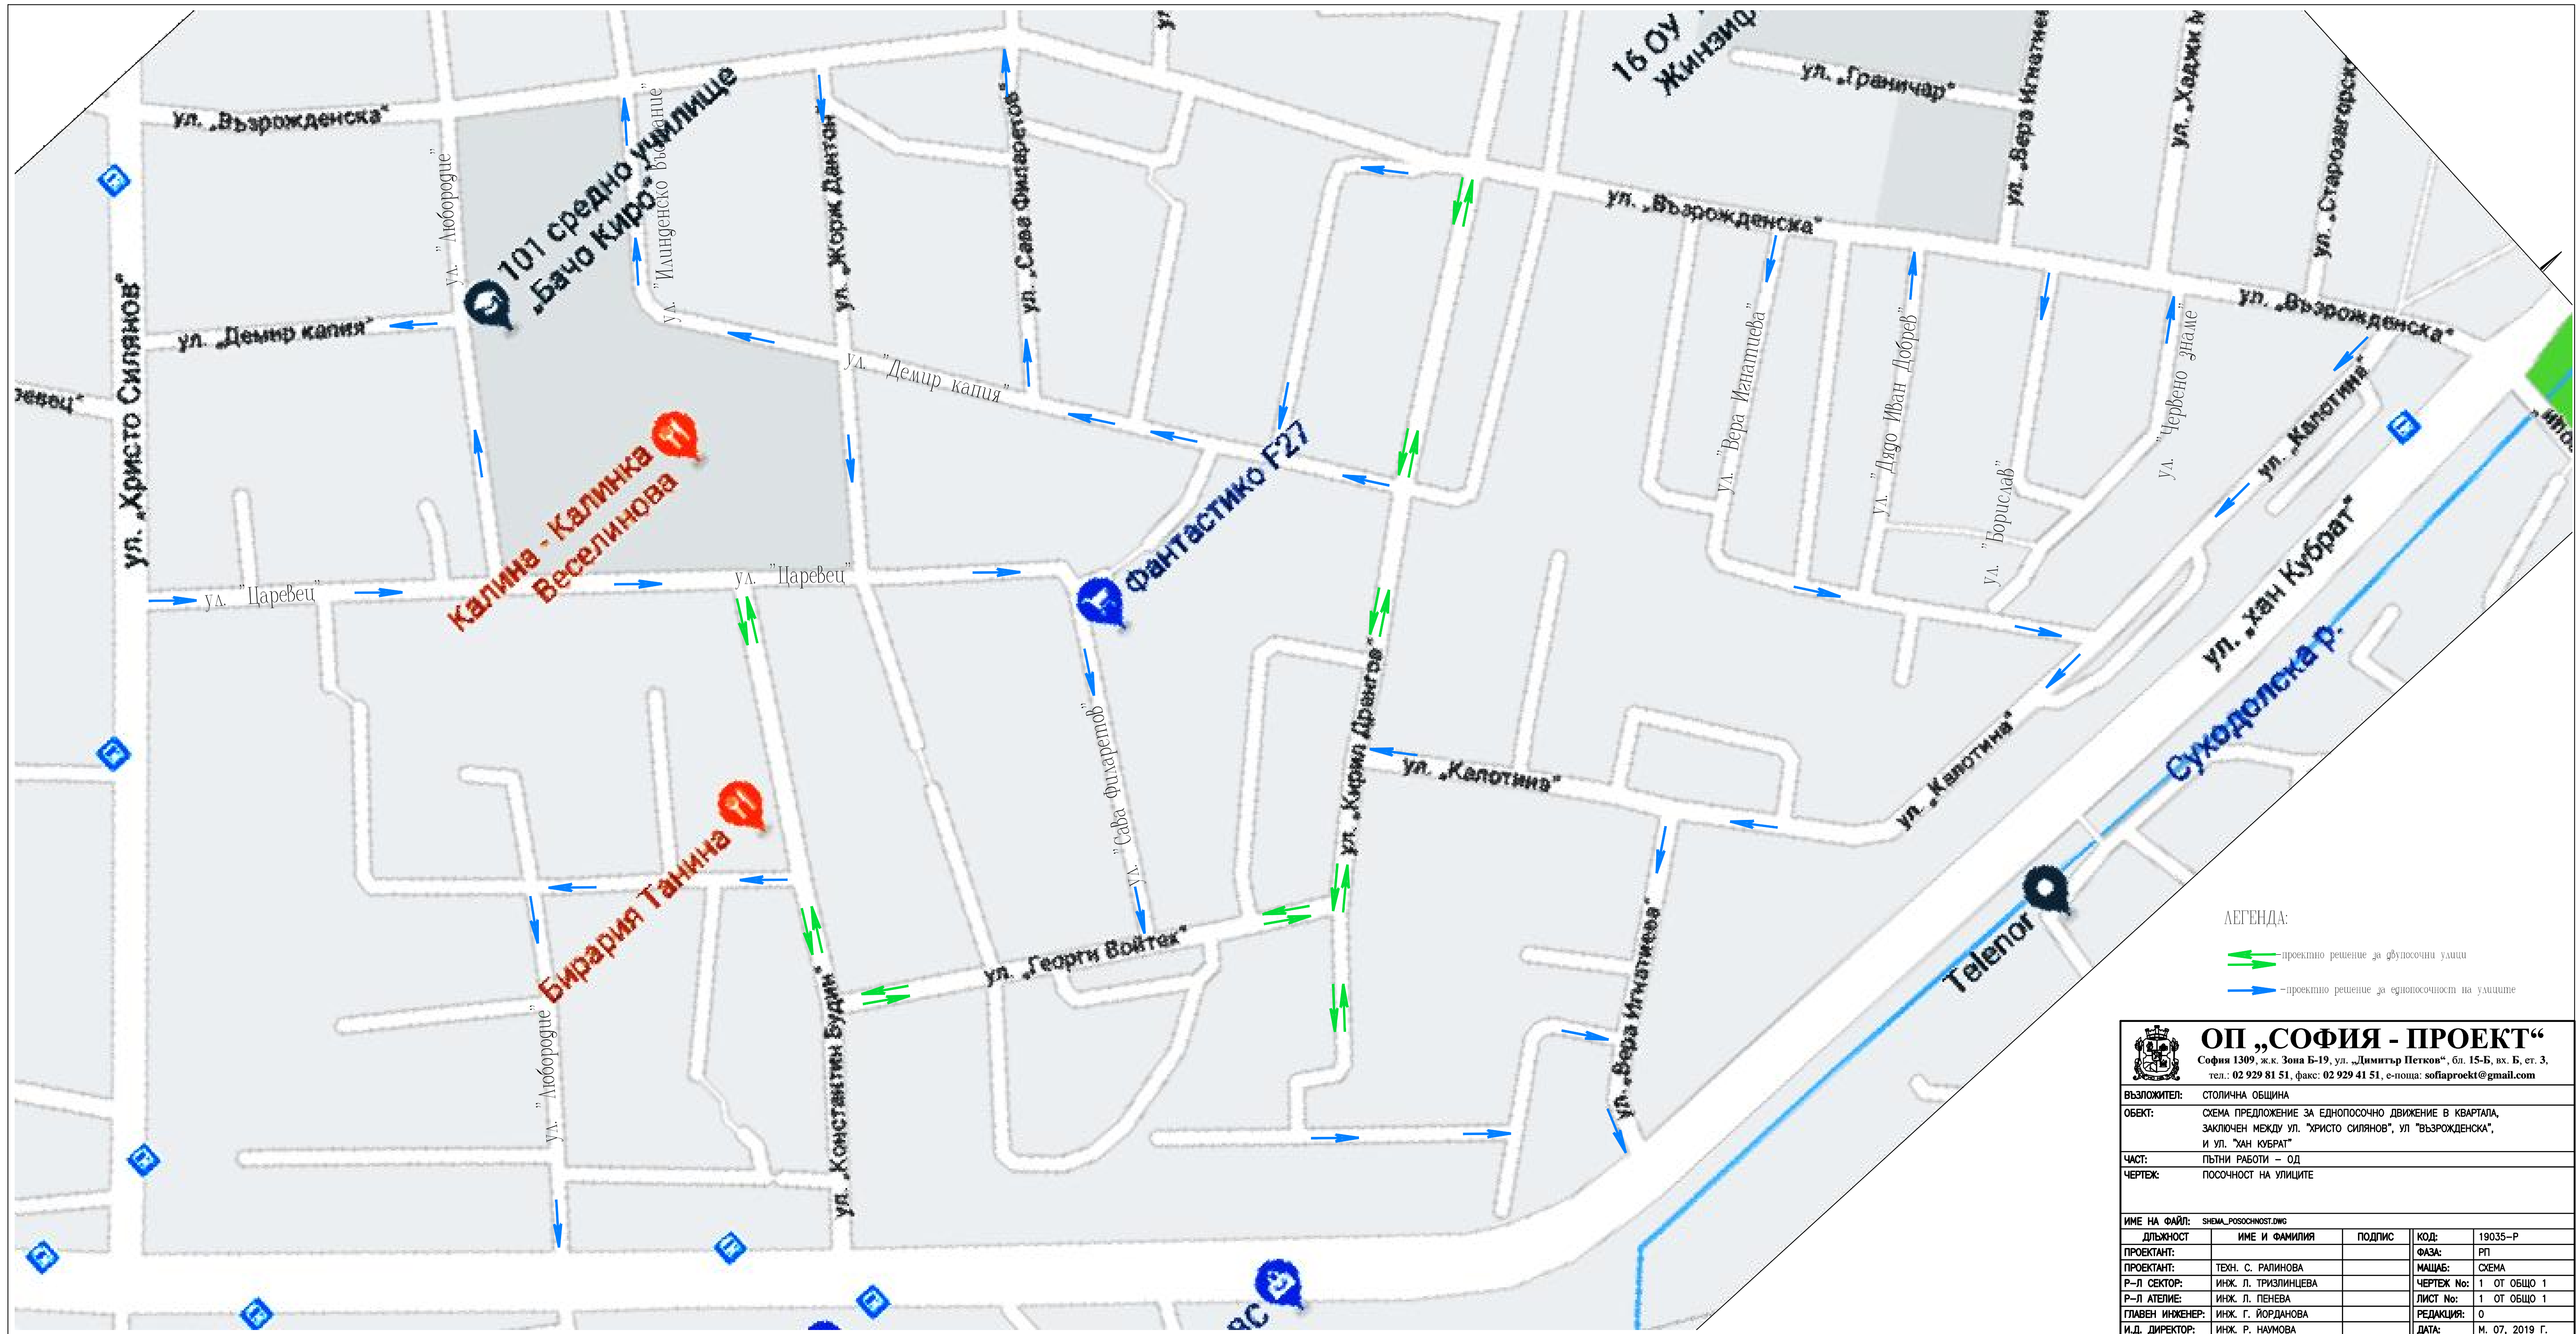 ул. „Възрожденска“
ул. "Любородие"
101 средно училище
„Бачо Киро“
ул. "Илинденско въстание"
ул. „Жорж Дантон“
ул. „Сава Филаретов“
16 ОУ
Жинзиф
ул. „Граничар“
ул. „Вера Игнатиев
ул. „Хаджи М
ул. „Старозагорск
ул. „Възрожденска“
ул. „Възрожденска“
ул. „Христо Силянов“
ул. „Демир капия“
ул. "Демир капия"
ревец“
Калина - Калинка
Веселинова
Фантастико F27
ул. "Вера Игнатиева"
ул. "Дядо Иван Добрев"
ул. "Борислав"
ул. "Червено знаме"
ул. „Калотина“
ул. „хан Кубрат“
Суходолска р.
ул. "Царевец"
ул. "Царевец"
ул. "Сава Филаретов"
ул. „Кирил Дрангов“
ул. „Калотина“
ул. „Калотина“
Бирария Танина
ул. „Георги Войтех“
ул. „Константин Будин“
ул. "Любородие"
ул. „Вера Игнатиева“
Telenor
ВС
ЛЕГЕНДА:
-проектно решение за двупосочни улици
-проектно решение за еднопосочност на улиците
ОП „СОФИЯ - ПРОЕКТ“
София 1309, ж.к. Зона Б-19, ул. „Димитър Петков“, бл. 15-Б, вх. Б, ет. 3,
тел.: 02 929 81 51, факс: 02 929 41 51, е-поща: sofiaproekt@gmail.com
ВЪЗЛОЖИТЕЛ: СТОЛИЧНА ОБЩИНА
ОБЕКТ: СХЕМА ПРЕДЛОЖЕНИЕ ЗА ЕДНОПОСОЧНО ДВИЖЕНИЕ В КВАРТАЛА,
ЗАКЛЮЧЕН МЕЖДУ УЛ. "ХРИСТО СИЛЯНОВ", УЛ "ВЪЗРОЖДЕНСКА",
И УЛ. "ХАН КУБРАТ"
ЧАСТ: ПЪТНИ РАБОТИ – ОД
ЧЕРТЕЖ: ПОСОЧНОСТ НА УЛИЦИТЕ
ИМЕ НА ФАЙЛ: SHEMA_POSOCHNOST.DWG
ДЛЪЖНОСТ ИМЕ И ФАМИЛИЯ ПОДПИС КОД: 19035–Р
ПРОЕКТАНТ: ФАЗА: РП
ПРОЕКТАНТ: ТЕХН. С. РАЛИНОВА МАЩАБ: СХЕМА
Р–Л СЕКТОР: ИНЖ. Л. ТРИЗЛИНЦЕВА ЧЕРТЕЖ No: 1 ОТ ОБЩО 1
Р–Л АТЕЛИЕ: ИНЖ. Л. ПЕНЕВА ЛИСТ No: 1 ОТ ОБЩО 1
ГЛАВЕН ИНЖЕНЕР: ИНЖ. Г. ЙОРДАНОВА РЕДАКЦИЯ: 0
И.Д. ДИРЕКТОР: ИНЖ. Р. НАУМОВА ДАТА: М. 07, 2019 Г.